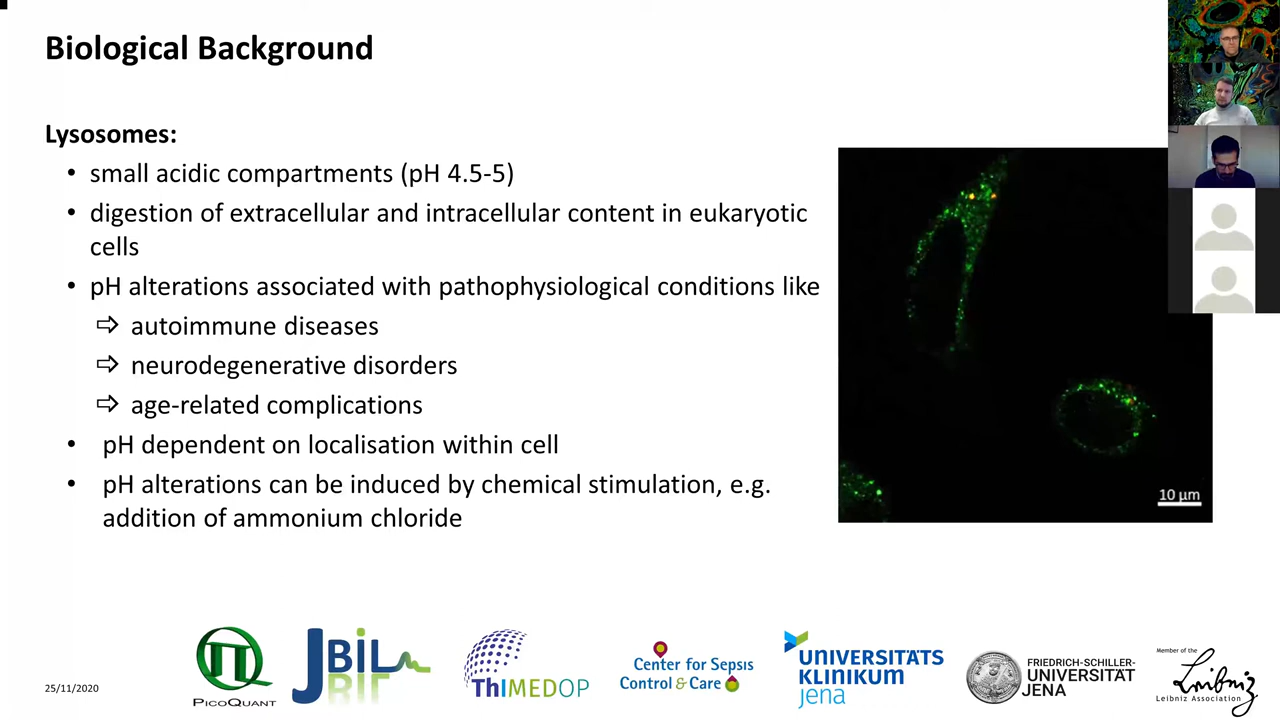 Biological Background
Lysosomes:
• small acidic compartments (pH 4.5-5)
• digestion of extracellular and intracellular content in eukaryotic
cells
• pH alterations associated with pathophysiological conditions like
⇨ autoimmune diseases
⇨ neurodegenerative disorders
⇨ age-related complications
• pH dependent on localisation within cell
• pH alterations can be induced by chemical stimulation, e.g.
addition of ammonium chloride
10 µm
25/11/2020
PICOQUANT
JBIL
THIMEDOP
Center for Sepsis
Control & Care
UNIVERSITÄTS
KLINIKUM
jena
FRIEDRICH-SCHILLER-
UNIVERSITÄT
JENA
Member of the
Leibniz
Leibniz Association